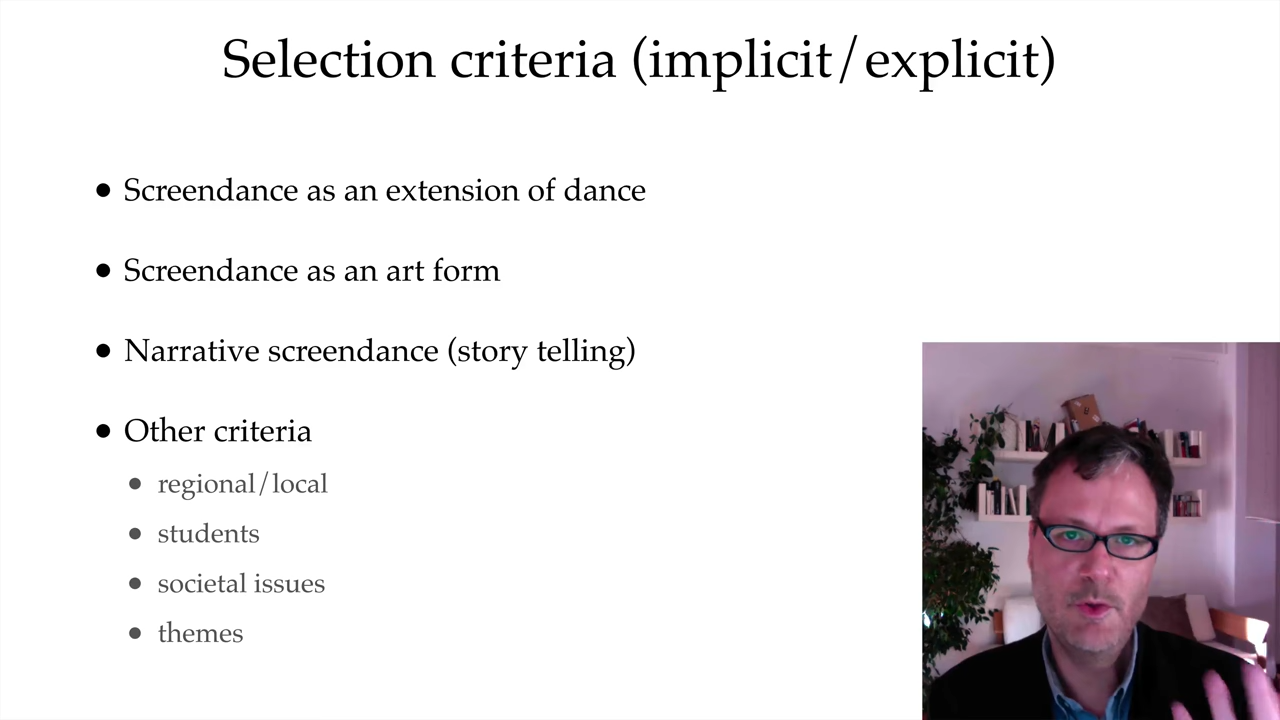 Selection criteria (implicit/explicit)
• Screendance as an extension of dance
• Screendance as an art form
• Narrative screendance (story telling)
• Other criteria
• regional/local
• students
• societal issues
• themes